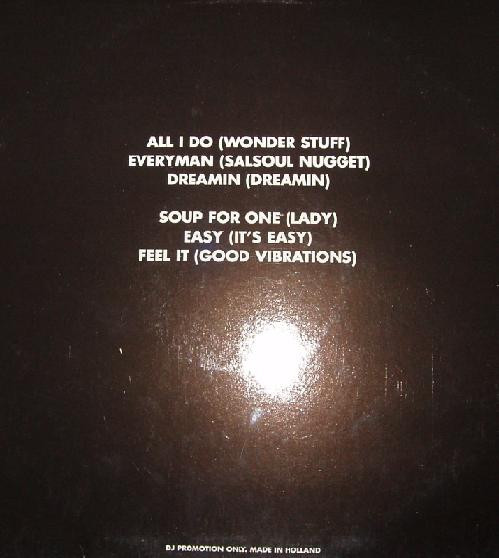 ALL I DO (WONDER STUFF)
EVERYMAN (SALSOUL NUGGET)
DREAMIN (DREAMIN)
SOUP FOR ONE (LADY)
EASY (IT'S EASY)
FEEL IT (GOOD VIBRATIONS)
DJ PROMOTION ONLY. MADE IN HOLLAND